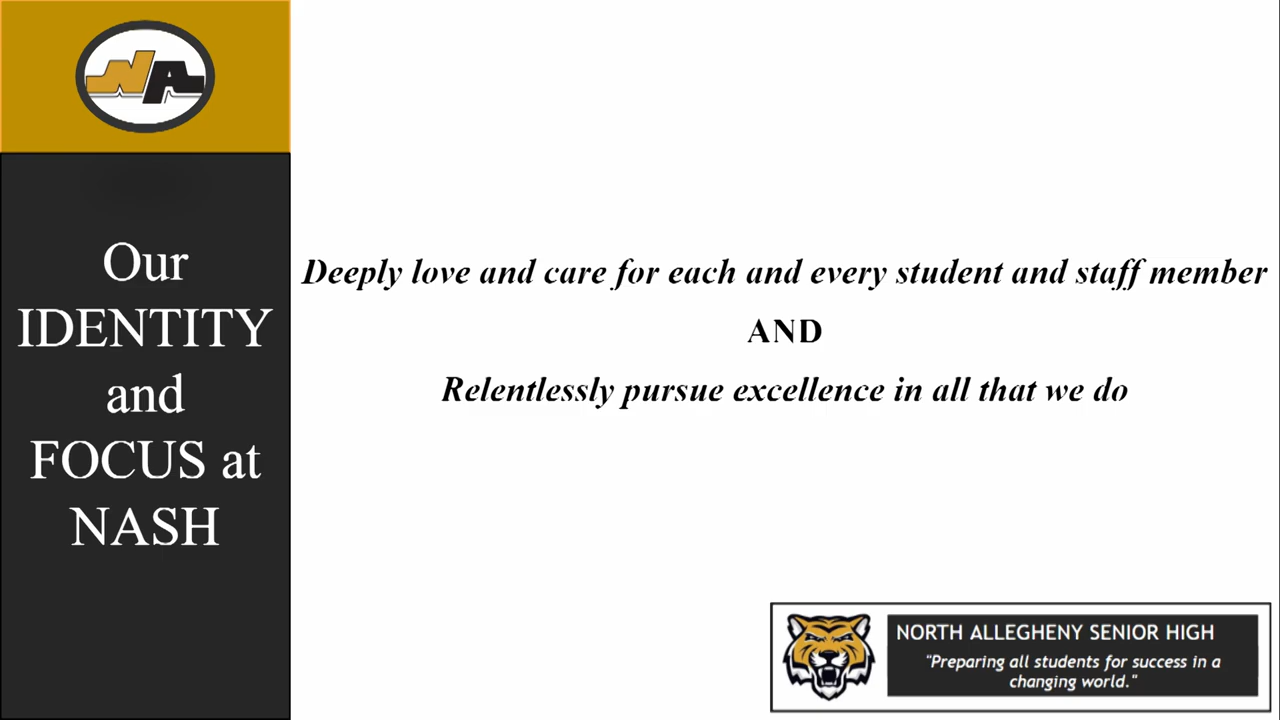 NA
Our
IDENTITY
and
FOCUS at
NASH
Deeply love and care for each and every student and staff member
AND
Relentlessly pursue excellence in all that we do
NORTH ALLEGHENY SENIOR HIGH
"Preparing all students for success in a
changing world."